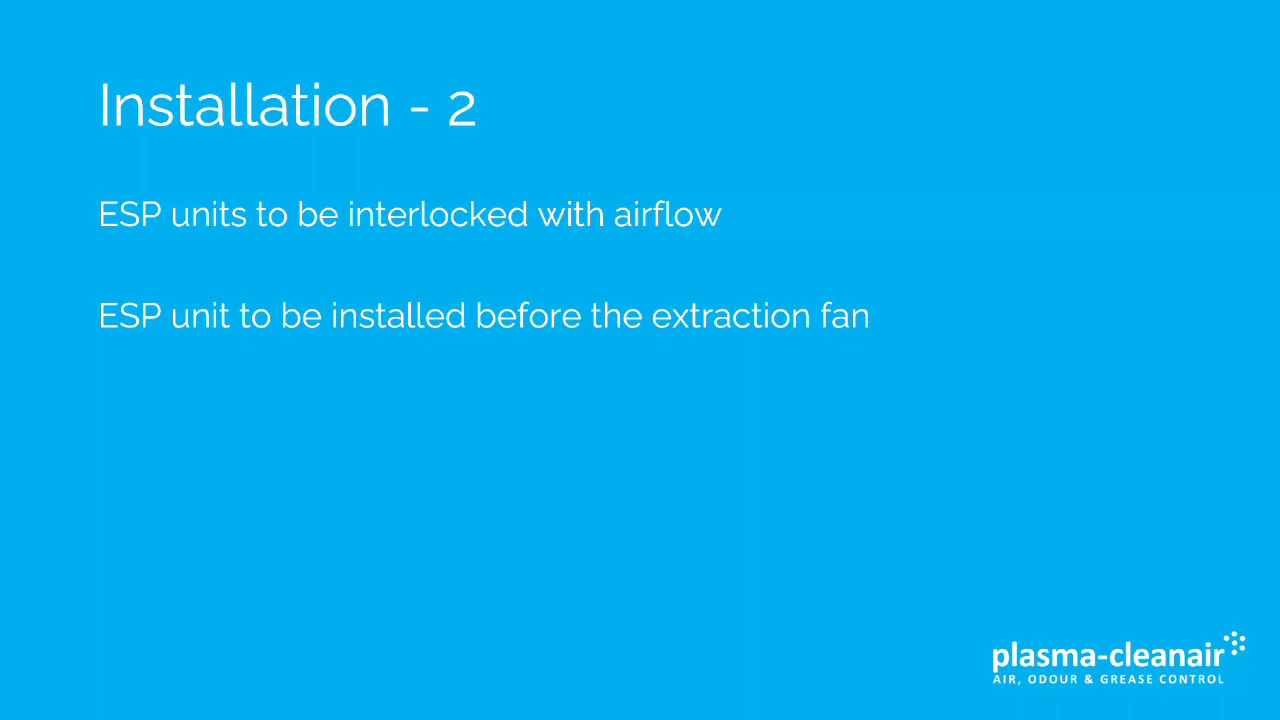 Installation - 2
ESP units to be interlocked with airflow
ESP unit to be installed before the extraction fan
plasma-cleanair
AIR, ODOUR & GREASE CONTROL